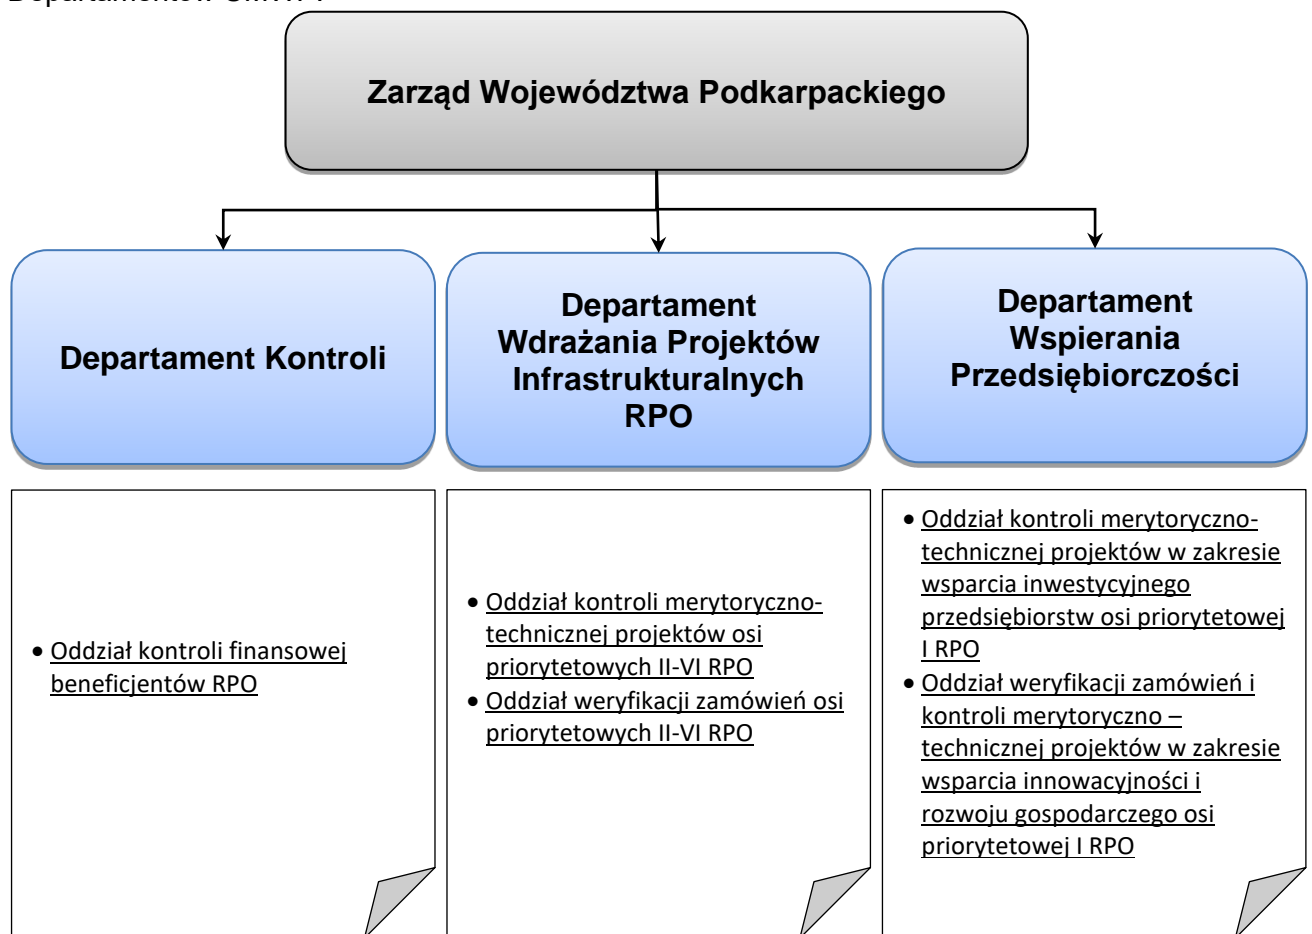 Zarząd Województwa Podkarpackiego
Departament Kontroli
Departament
Wdrażania Projektów
Infrastrukturalnych
RPO
Departament
Wspierania
Przedsiębiorczości
• Oddział kontroli finansowej
beneficjentów RPO
• Oddział kontroli merytoryczno-
technicznej projektów osi
priorytetowych II-VI RPO
• Oddział weryfikacji zamówień osi
priorytetowych II-VI RPO
• Oddział kontroli merytoryczno-
technicznej projektów w zakresie
wsparcia inwestycyjnego
przedsiębiorstw osi priorytetowej
I RPO
• Oddział weryfikacji zamówień i
kontroli merytoryczno –
technicznej projektów w zakresie
wsparcia innowacyjności i
rozwoju gospodarczego osi
priorytetowej I RPO